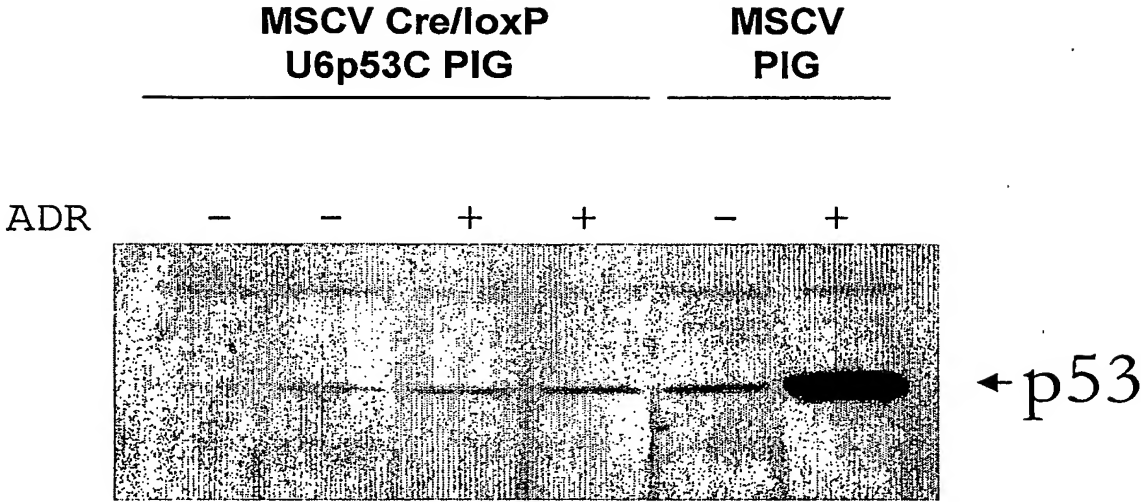 MSCV Cre/loxP
U6p53C PIG
MSCV
PIG
ADR - - + + - +
←p53